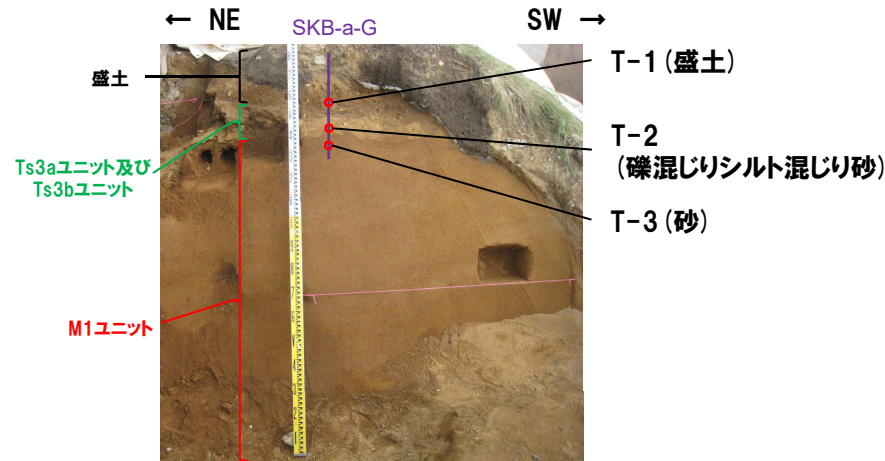 ← NE
SKB-a-G
SW →
盛土
T-1（盛土）
T-2
（礫混じりシルト混じり砂）
Ts3aユニット及び
Ts3bユニット
T-3（砂）
M1ユニット